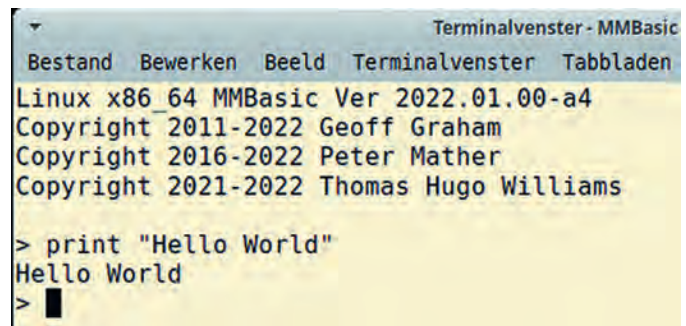 Terminalvenster - MMBasic
Bestand Bewerken Beeld Terminalvenster Tabbladen
Linux x86_64 MMBasic Ver 2022.01.00-a4
Copyright 2011-2022 Geoff Graham
Copyright 2016-2022 Peter Mather
Copyright 2021-2022 Thomas Hugo Williams
> print "Hello World"
Hello World
>